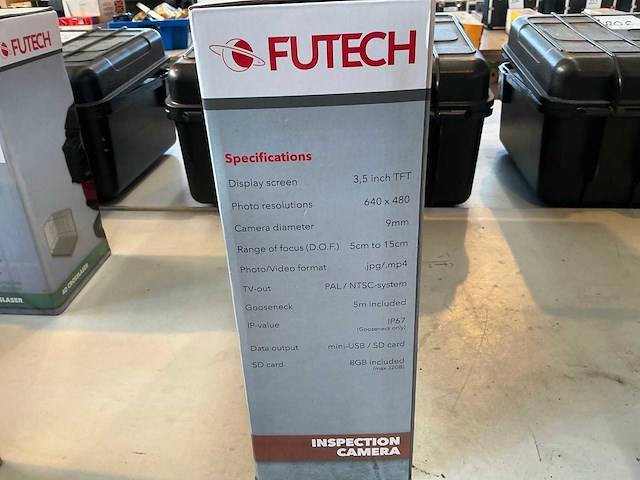 FUTECH
Specifications
Display screen 3,5 inch TFT
Photo resolutions 640 x 480
Camera diameter 9mm
Range of focus (D.O.F.) 5cm to 15cm
Photo/Video format .jpg/.mp4
TV-out PAL / NTSC-system
Gooseneck 5m included
IP-value IP67
(Gooseneck only)
Data output mini-USB / SD card
SD card 8GB included
(max 32GB)
INSPECTION
CAMERA
FUTECH